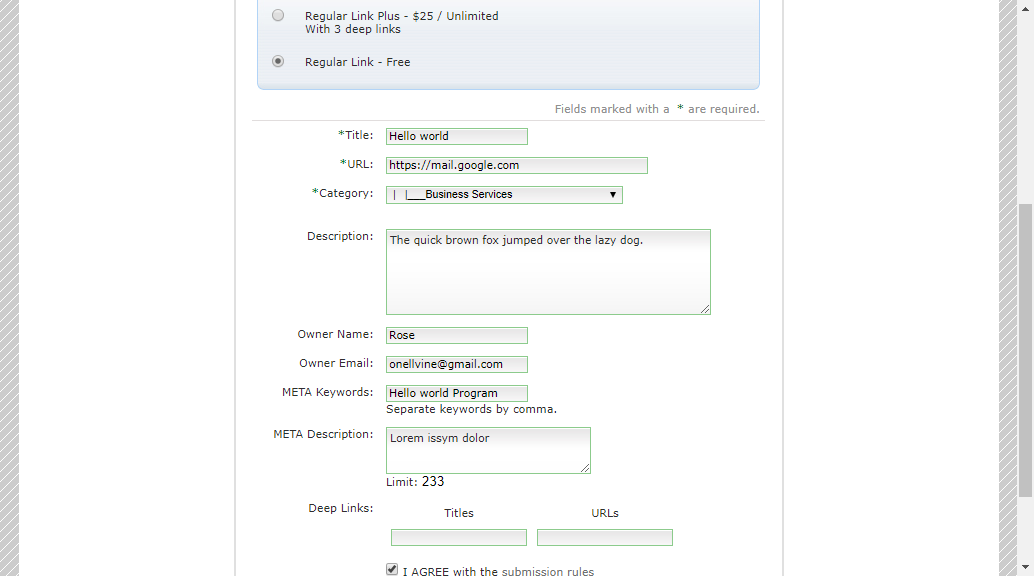 Regular Link Plus - $25 / Unlimited
With 3 deep links
Regular Link - Free
Fields marked with a * are required.
*Title: Hello world
*URL: https://mail.google.com
*Category: | |___Business Services
Description: The quick brown fox jumped over the lazy dog.
Owner Name: Rose
Owner Email: onellvine@gmail.com
META Keywords: Hello world Program
Separate keywords by comma.
META Description: Lorem issym dolor
Limit: 233
Deep Links: Titles URLs
I AGREE with the submission rules